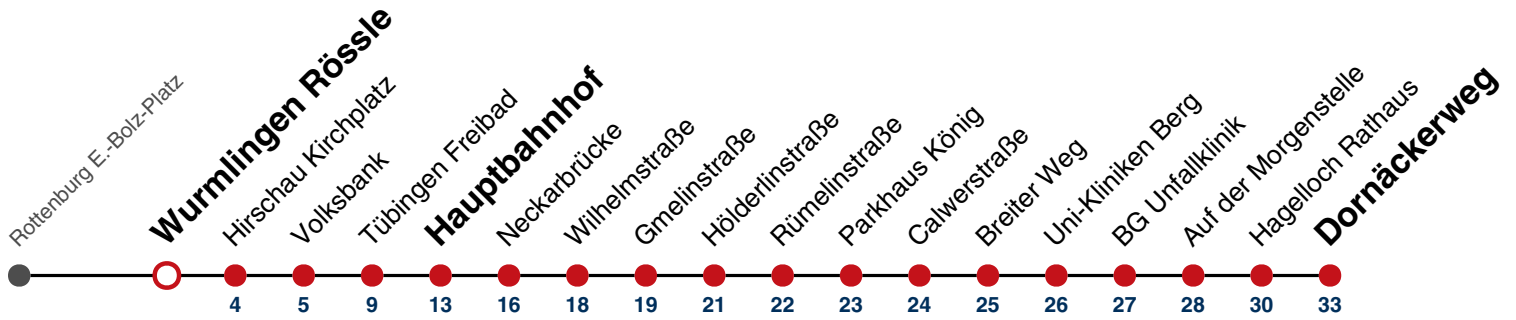 Rottenburg E.-Bolz-Platz
Wurmlingen Rössle
Hirschau Kirchplatz
Volksbank
Tübingen Freibad
Hauptbahnhof
Neckarbrücke
Wilhelmstraße
Gmelinstraße
Hölderlinstraße
Rümelinstraße
Parkhaus König
Calwerstraße
Breiter Weg
Uni-Kliniken Berg
BG Unfallklinik
Auf der Morgenstelle
Hagelloch Rathaus
Dornäckerweg
4 5 9 13 16 18 19 21 22 23 24 25 26 27 28 30 33